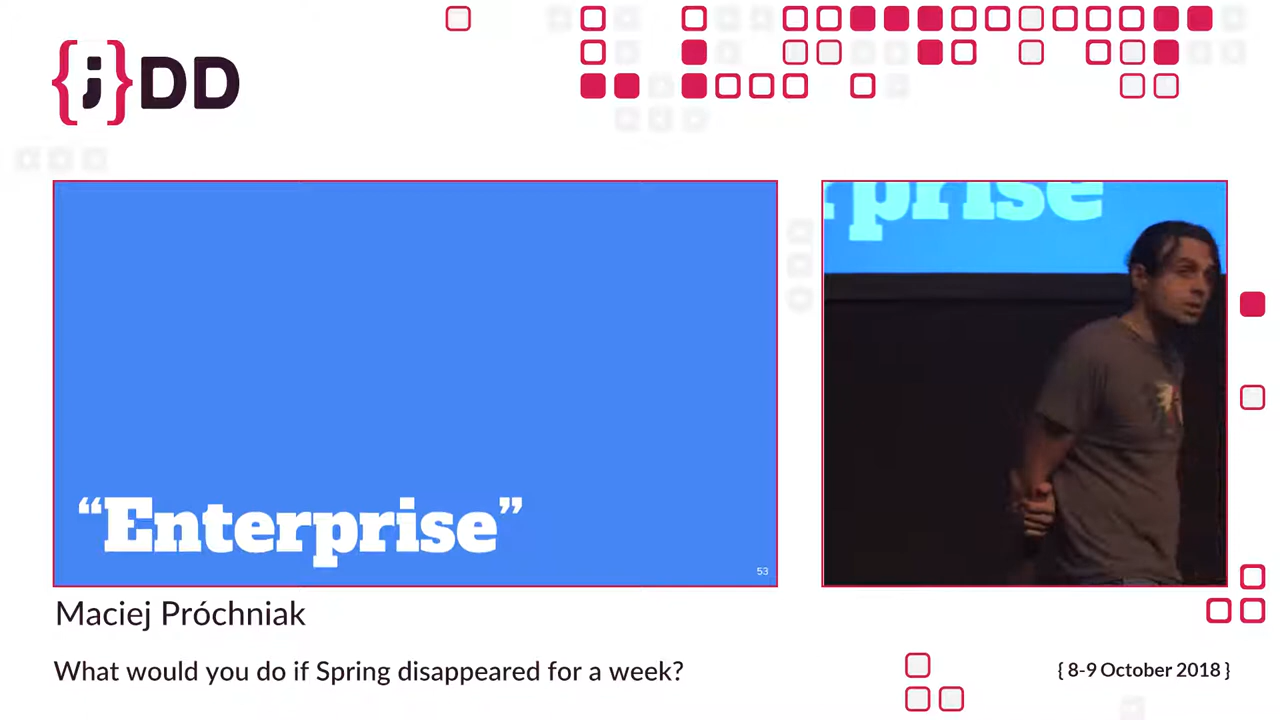 {j}DD
“Enterprise”
53
rprise
Maciej Próchniak
What would you do if Spring disappeared for a week?
{ 8-9 October 2018 }